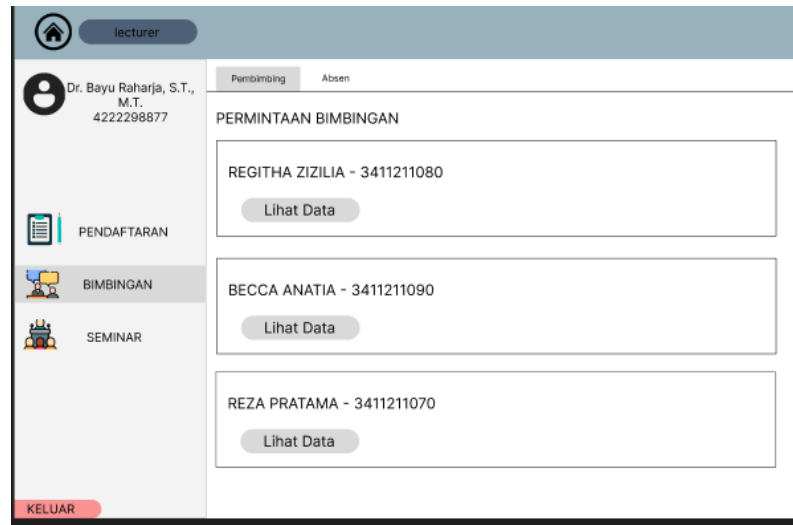 lecturer
Dr. Bayu Raharja, S.T.,
M.T.
4222298877
PENDAFTARAN
BIMBINGAN
SEMINAR
KELUAR
Pembimbing
Absen
PERMINTAAN BIMBINGAN
REGITHA ZIZILIA - 3411211080
Lihat Data
BECCA ANATIA - 3411211090
Lihat Data
REZA PRATAMA - 3411211070
Lihat Data